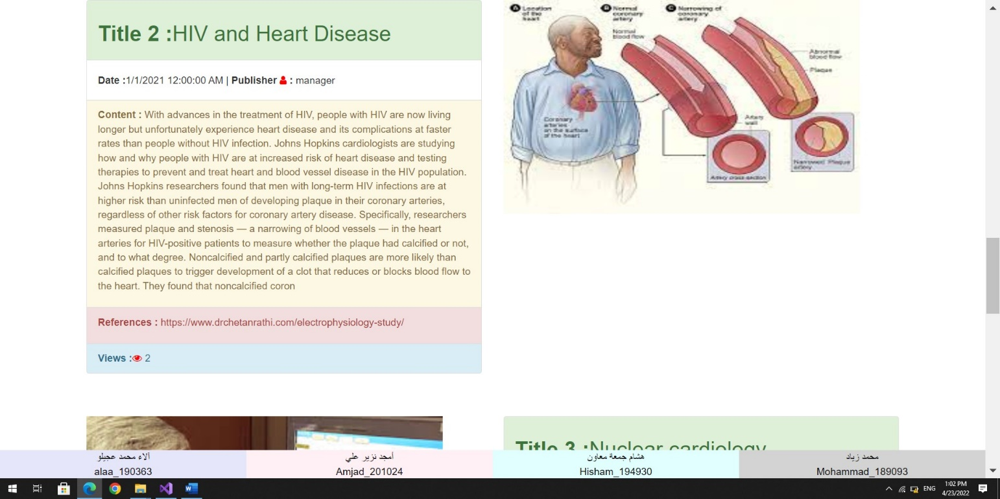 Title 2 :HIV and Heart Disease
Date :1/1/2021 12:00:00 AM | Publisher : manager
Content : With advances in the treatment of HIV, people with HIV are now living
longer but unfortunately experience heart disease and its complications at faster
rates than people without HIV infection. Johns Hopkins cardiologists are studying
how and why people with HIV are at increased risk of heart disease and testing
therapies to prevent and treat heart and blood vessel disease in the HIV population.
Johns Hopkins researchers found that men with long-term HIV infections are at
higher risk than uninfected men of developing plaque in their coronary arteries,
regardless of other risk factors for coronary artery disease. Specifically, researchers
measured plaque and stenosis — a narrowing of blood vessels — in the heart
arteries for HIV-positive patients to measure whether the plaque had calcified or not,
and to what degree. Noncalcified and partly calcified plaques are more likely than
calcified plaques to trigger development of a clot that reduces or blocks blood flow to
the heart. They found that noncalcified coron
References : https://www.drchetanrathi.com/electrophysiology-study/
Views : 2
A Location
of the
heart
B Normal
coronary
artery
C Narrowing of
coronary
artery
Normal
blood flow
Abnormal
blood flow
Plaque
Coronary
arteries
on the surface
of the heart
Artery
wall
Artery cross-section
Narrowed Plaque
artery
Title 3 :Nuclear cardiology
آلاء محمد عجيلو
alaa_190363
أمجد نزير علي
Amjad_201024
هشام جمعة معاون
Hisham_194930
محمد زياد
Mohammad_189093
ENG
1:02 PM
4/23/2022